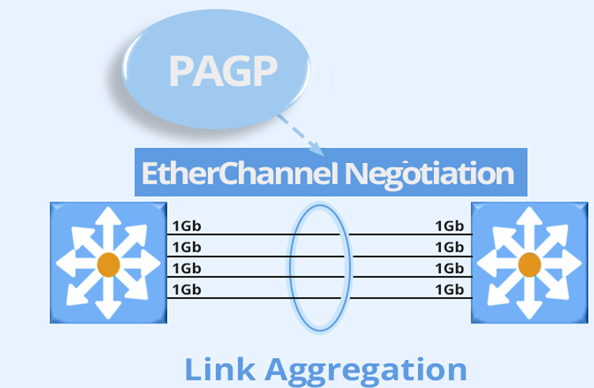 PAGP
EtherChannel Negotiation
1Gb 1Gb
1Gb 1Gb
1Gb 1Gb
1Gb 1Gb
Link Aggregation